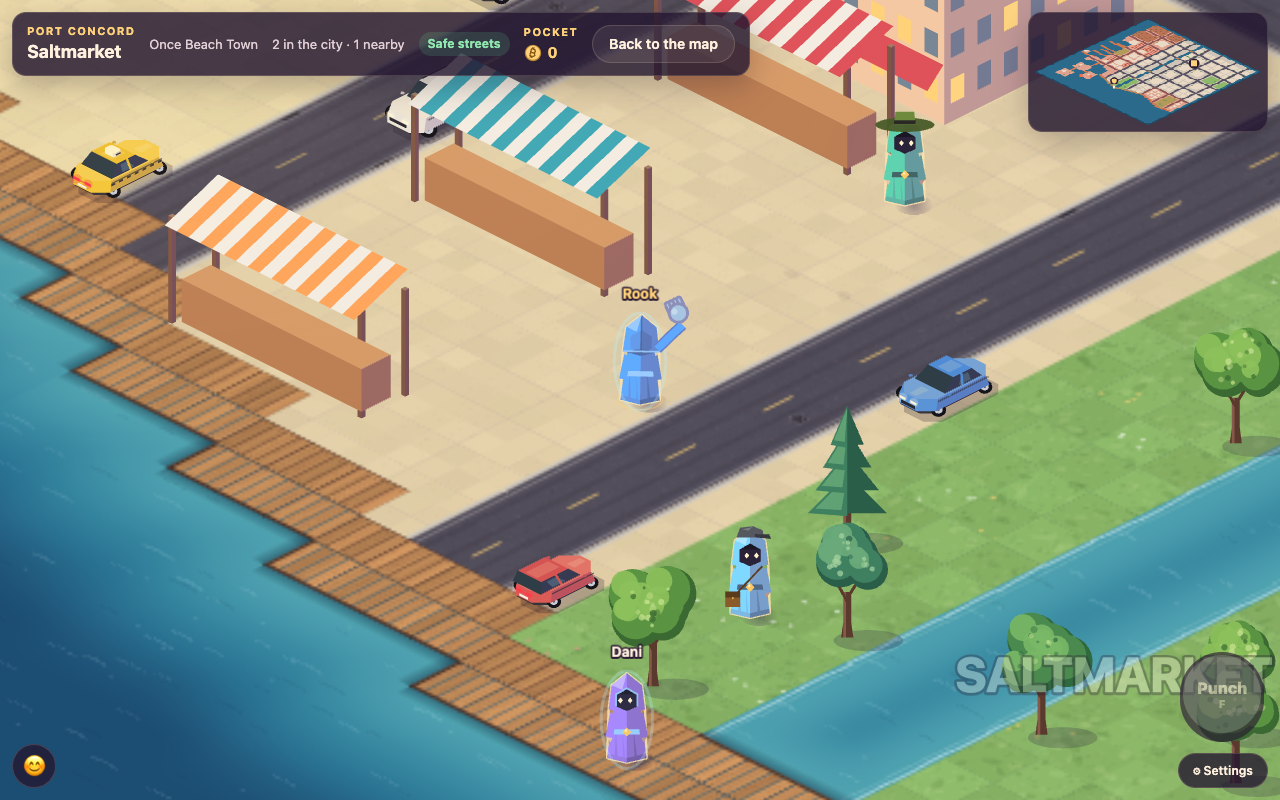 PORT CONCORD
Saltmarket
Once Beach Town
2 in the city · 1 nearby
Safe streets
POCKET
0
Back to the map
Rook
Dani
SALTMARKET
Punch
F
Settings